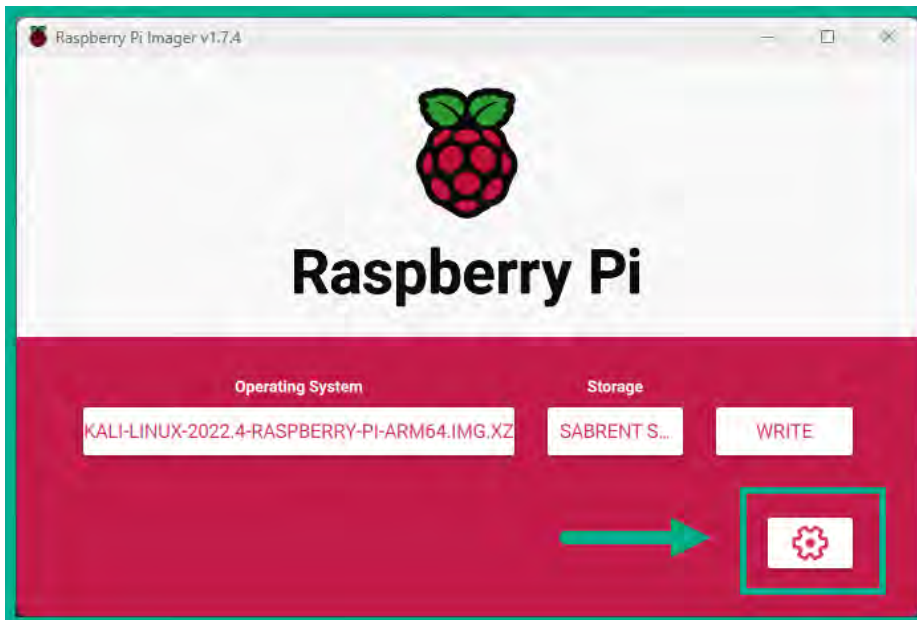 Raspberry Pi Imager v1.7.4
Raspberry Pi
Operating System
Storage
KALI-LINUX-2022.4-RASPBERRY-PI-ARM64.IMG.XZ
SABRENT S...
WRITE